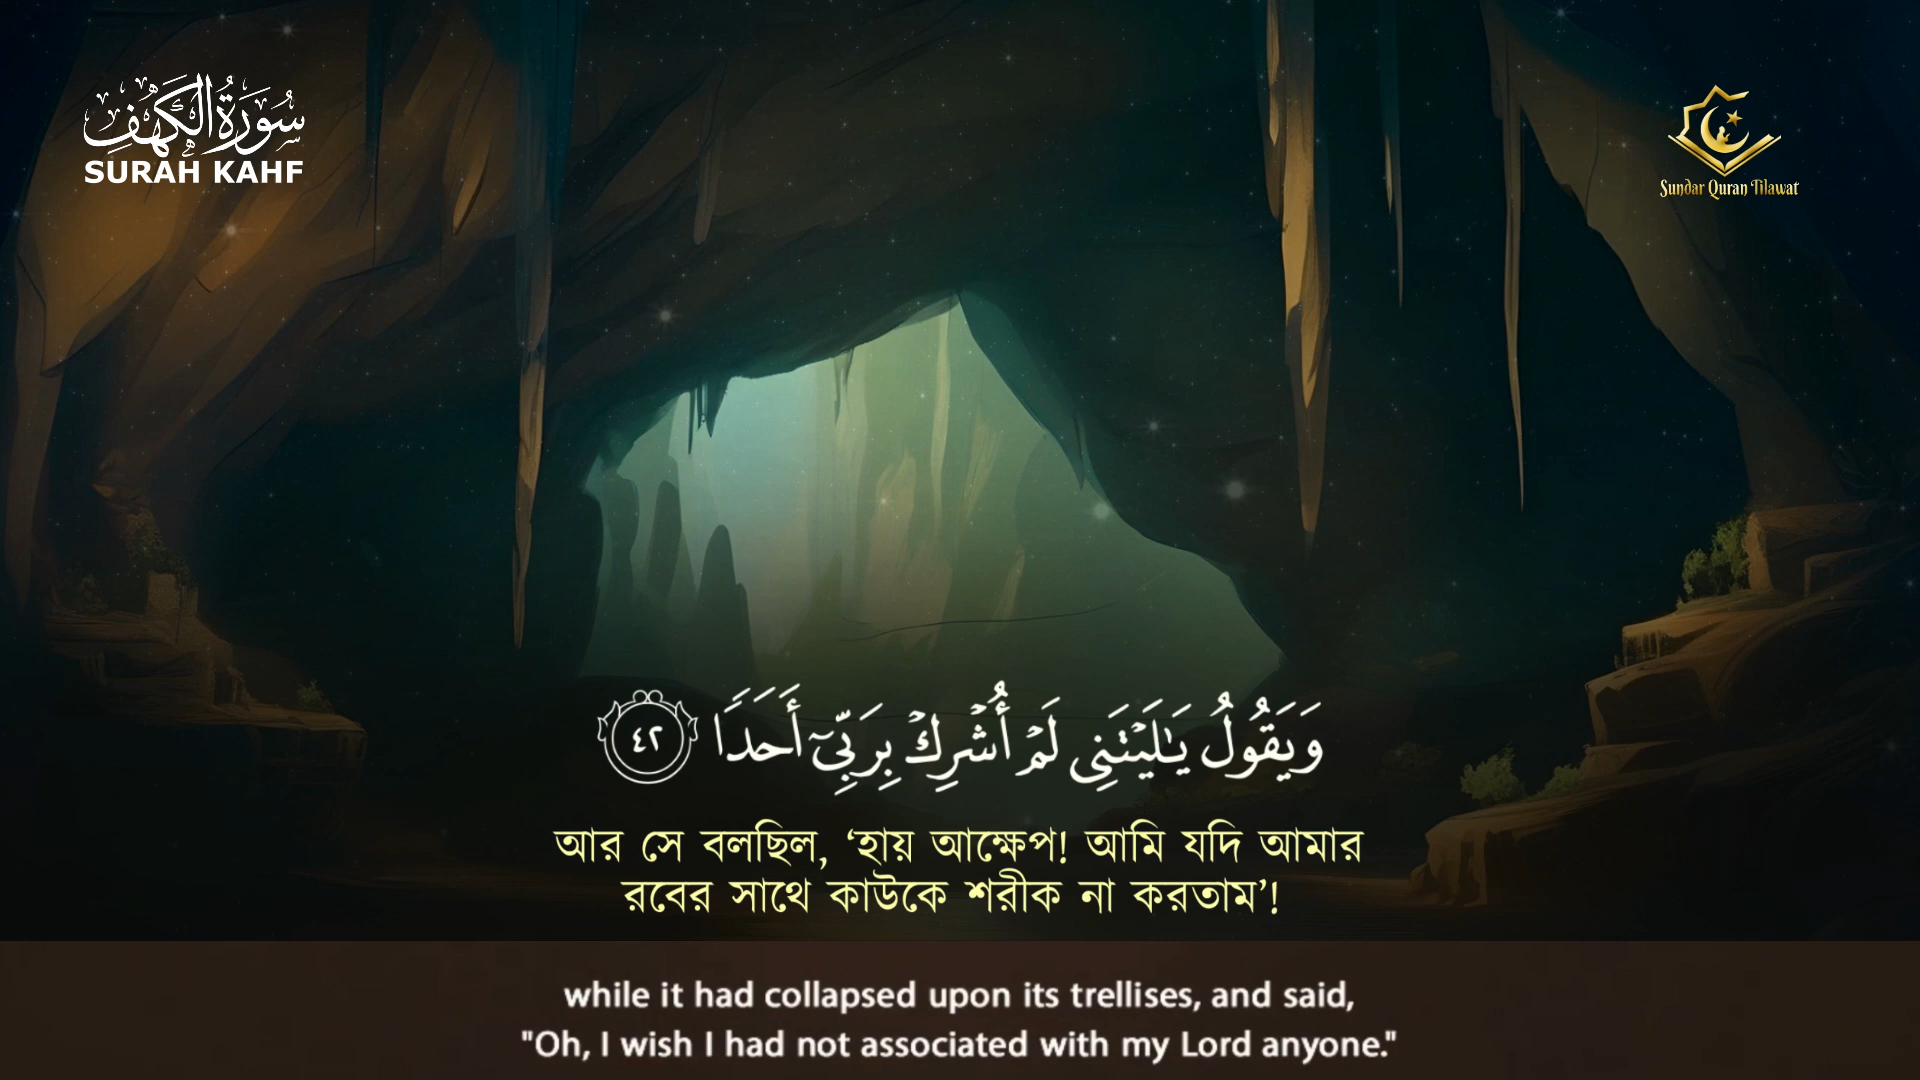 سُورَةُ الكَهْفِ
SURAH KAHF
Sundar Quran Tilawat
وَيَقُولُ يَـٰلَيْتَنِى لَمْ أُشْرِكْ بِرَبِّىٓ أَحَدًا ٤٢
আর সে বলছিল, ‘হায় আক্ষেপ! আমি যদি আমার
রবের সাথে কাউকে শরীক না করতাম’!
while it had collapsed upon its trellises, and said,
"Oh, I wish I had not associated with my Lord anyone."